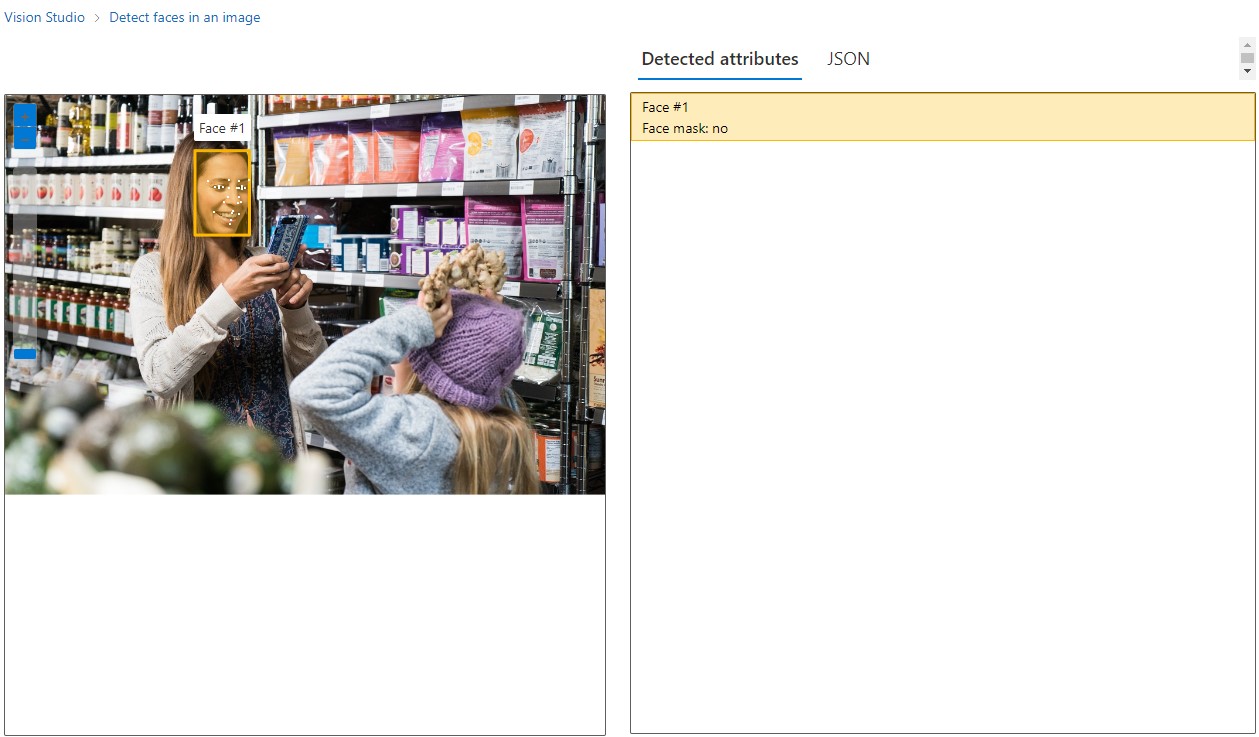 Vision Studio > Detect faces in an image
Detected attributes JSON
Face #1
Face #1
Face mask: no